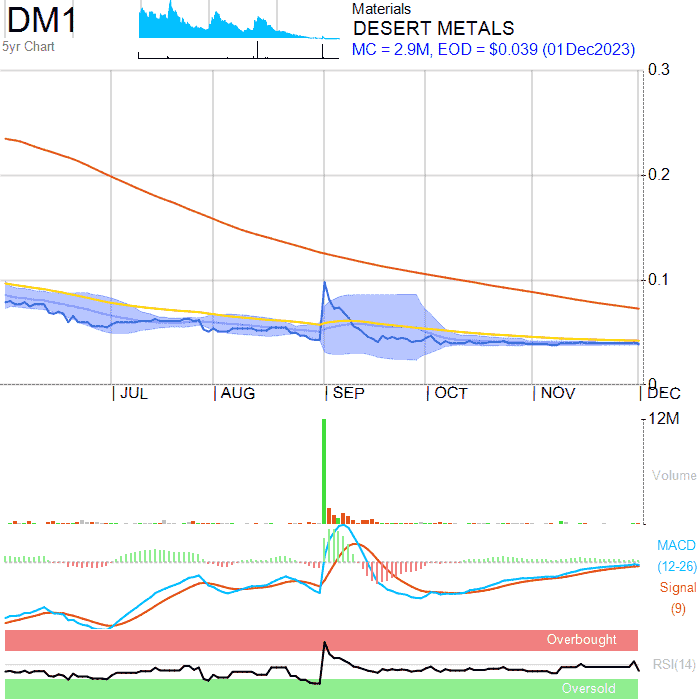 DM1
5yr Chart
Materials
DESERT METALS
MC = 2.9M, EOD = $0.039 (01Dec2023)
0.3
0.2
0.1
0
JUL AUG SEP OCT NOV DEC
12M
Volume
MACD
(12-26)
Signal
(9)
Overbought
RSI(14)
Oversold